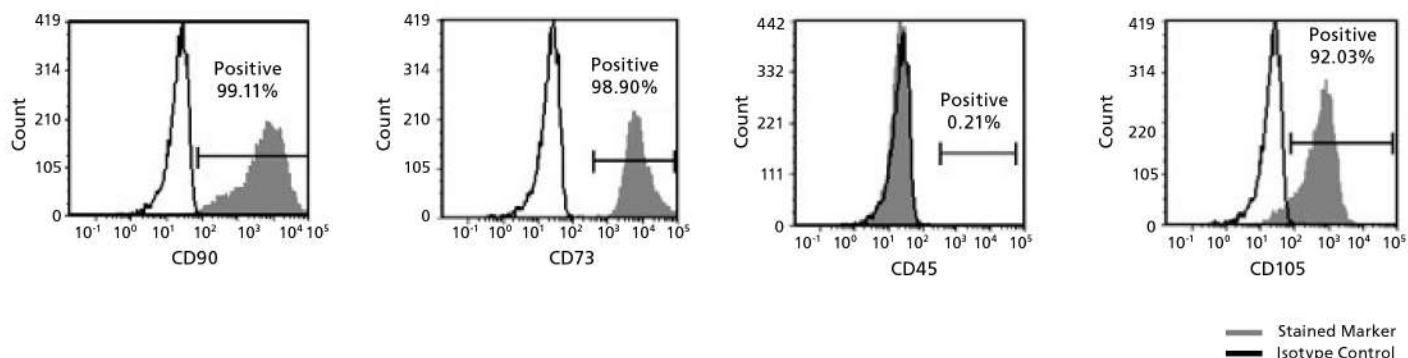 419
314
210
105
0
Count
Positive
99.11%
10-1 100 101 102 103 104 105
CD90
419
314
210
105
0
Count
Positive
98.90%
10-1 100 101 102 103 104 105
CD73
442
332
221
111
0
Count
Positive
0.21%
10-1 100 101 102 103 104 105
CD45
419
314
220
105
0
Count
Positive
92.03%
10-1 100 101 102 103 104 105
CD105
Stained Marker
Isotype Control